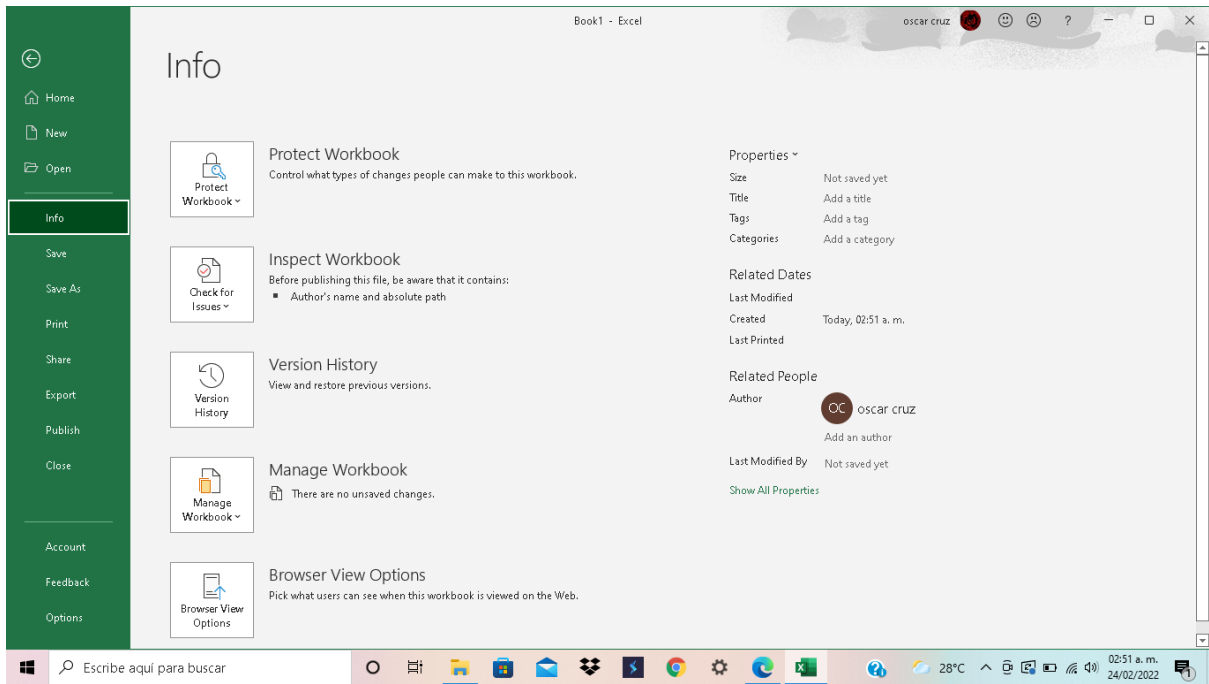 Book1 - Excel
oscar cruz
?
Info
Home
New
Open
Info
Save
Save As
Print
Share
Export
Publish
Close
Account
Feedback
Options
Protect Workbook
Protect Workbook
Control what types of changes people can make to this workbook.
Check for Issues
Inspect Workbook
Before publishing this file, be aware that it contains:
Author's name and absolute path
Version History
Version History
View and restore previous versions.
Manage Workbook
Manage Workbook
There are no unsaved changes.
Browser View Options
Browser View Options
Pick what users can see when this workbook is viewed on the Web.
Properties
Size Not saved yet
Title Add a title
Tags Add a tag
Categories Add a category
Related Dates
Last Modified
Created Today, 02:51 a. m.
Last Printed
Related People
Author OC oscar cruz
Add an author
Last Modified By Not saved yet
Show All Properties
Escribe aquí para buscar
28°C
02:51 a. m.
24/02/2022
1